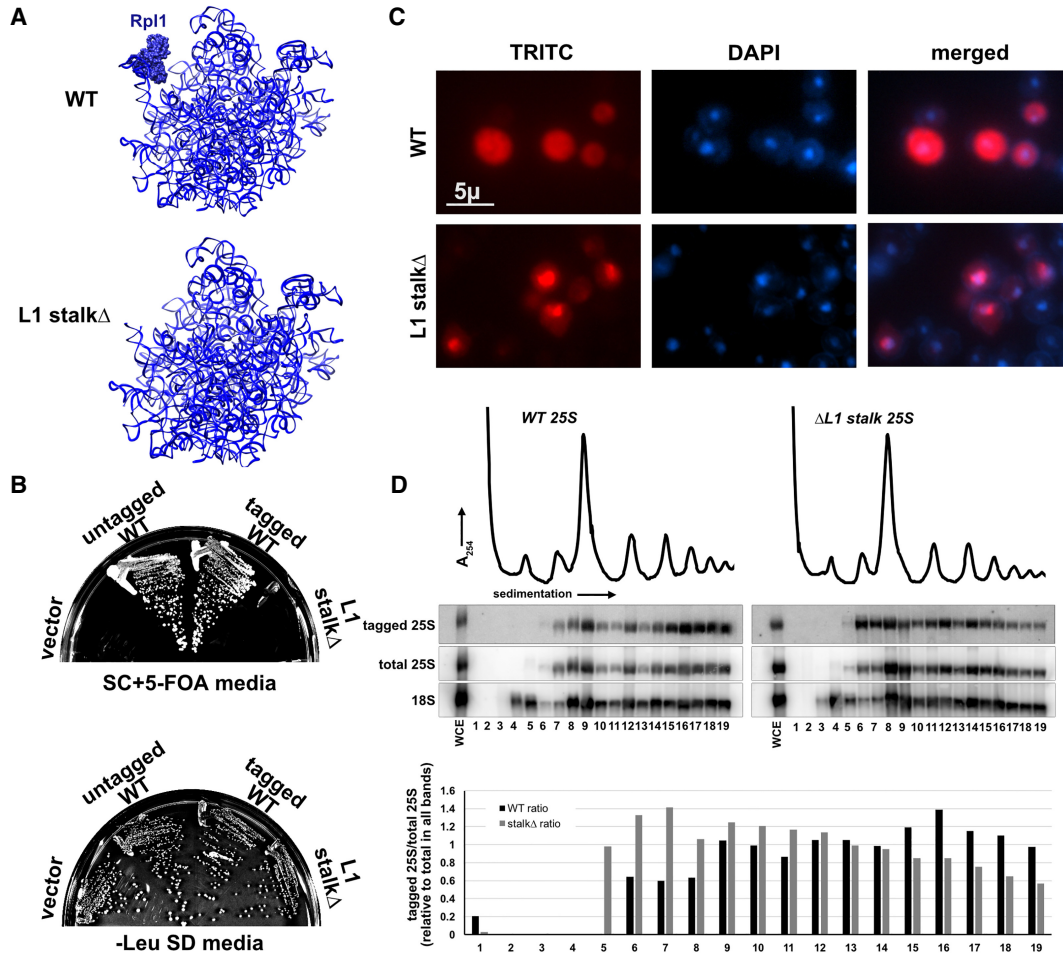 A
Rpl1
WT
L1 stalkΔ
B
untagged
WT
tagged
WT
vector
L1
stalkΔ
SC+5-FOA media
untagged
WT
tagged
WT
vector
L1
stalkΔ
-Leu SD media
C
TRITC DAPI merged
WT
5μ
L1 stalkΔ
D
WT 25S
ΔL1 stalk 25S
A254
sedimentation
tagged 25S
total 25S
18S
WCE 1 2 3 4 5 6 7 8 9 10 11 12 13 14 15 16 17 18 19
WCE 1 2 3 4 5 6 7 8 9 10 11 12 13 14 15 16 17 18 19
tagged 25S/total 25S
(relative to total in all bands)
1.6
1.4
1.2
1
0.8
0.6
0.4
0.2
0
WT ratio
stalkΔ ratio
1 2 3 4 5 6 7 8 9 10 11 12 13 14 15 16 17 18 19